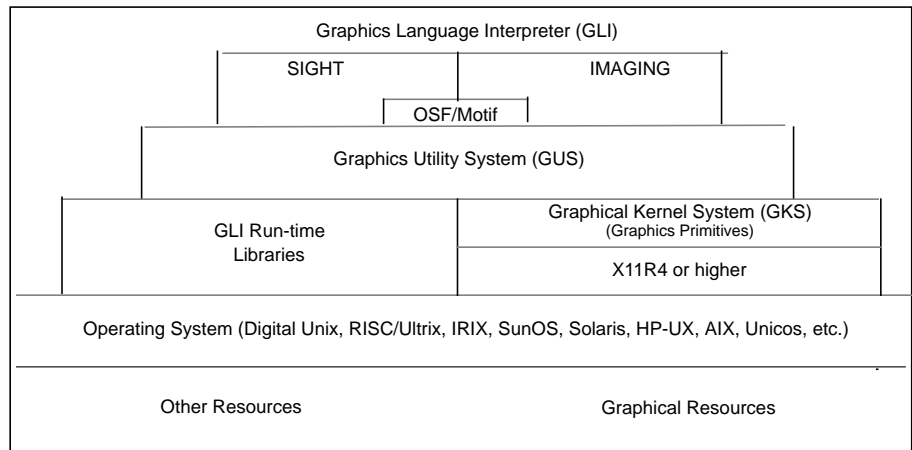 Graphics Language Interpreter (GLI)
SIGHT
IMAGING
OSF/Motif
Graphics Utility System (GUS)
GLI Run-time
Libraries
Graphical Kernel System (GKS)
(Graphics Primitives)
X11R4 or higher
Operating System (Digital Unix, RISC/Ultrix, IRIX, SunOS, Solaris, HP-UX, AIX, Unicos, etc.)
Other Resources
Graphical Resources